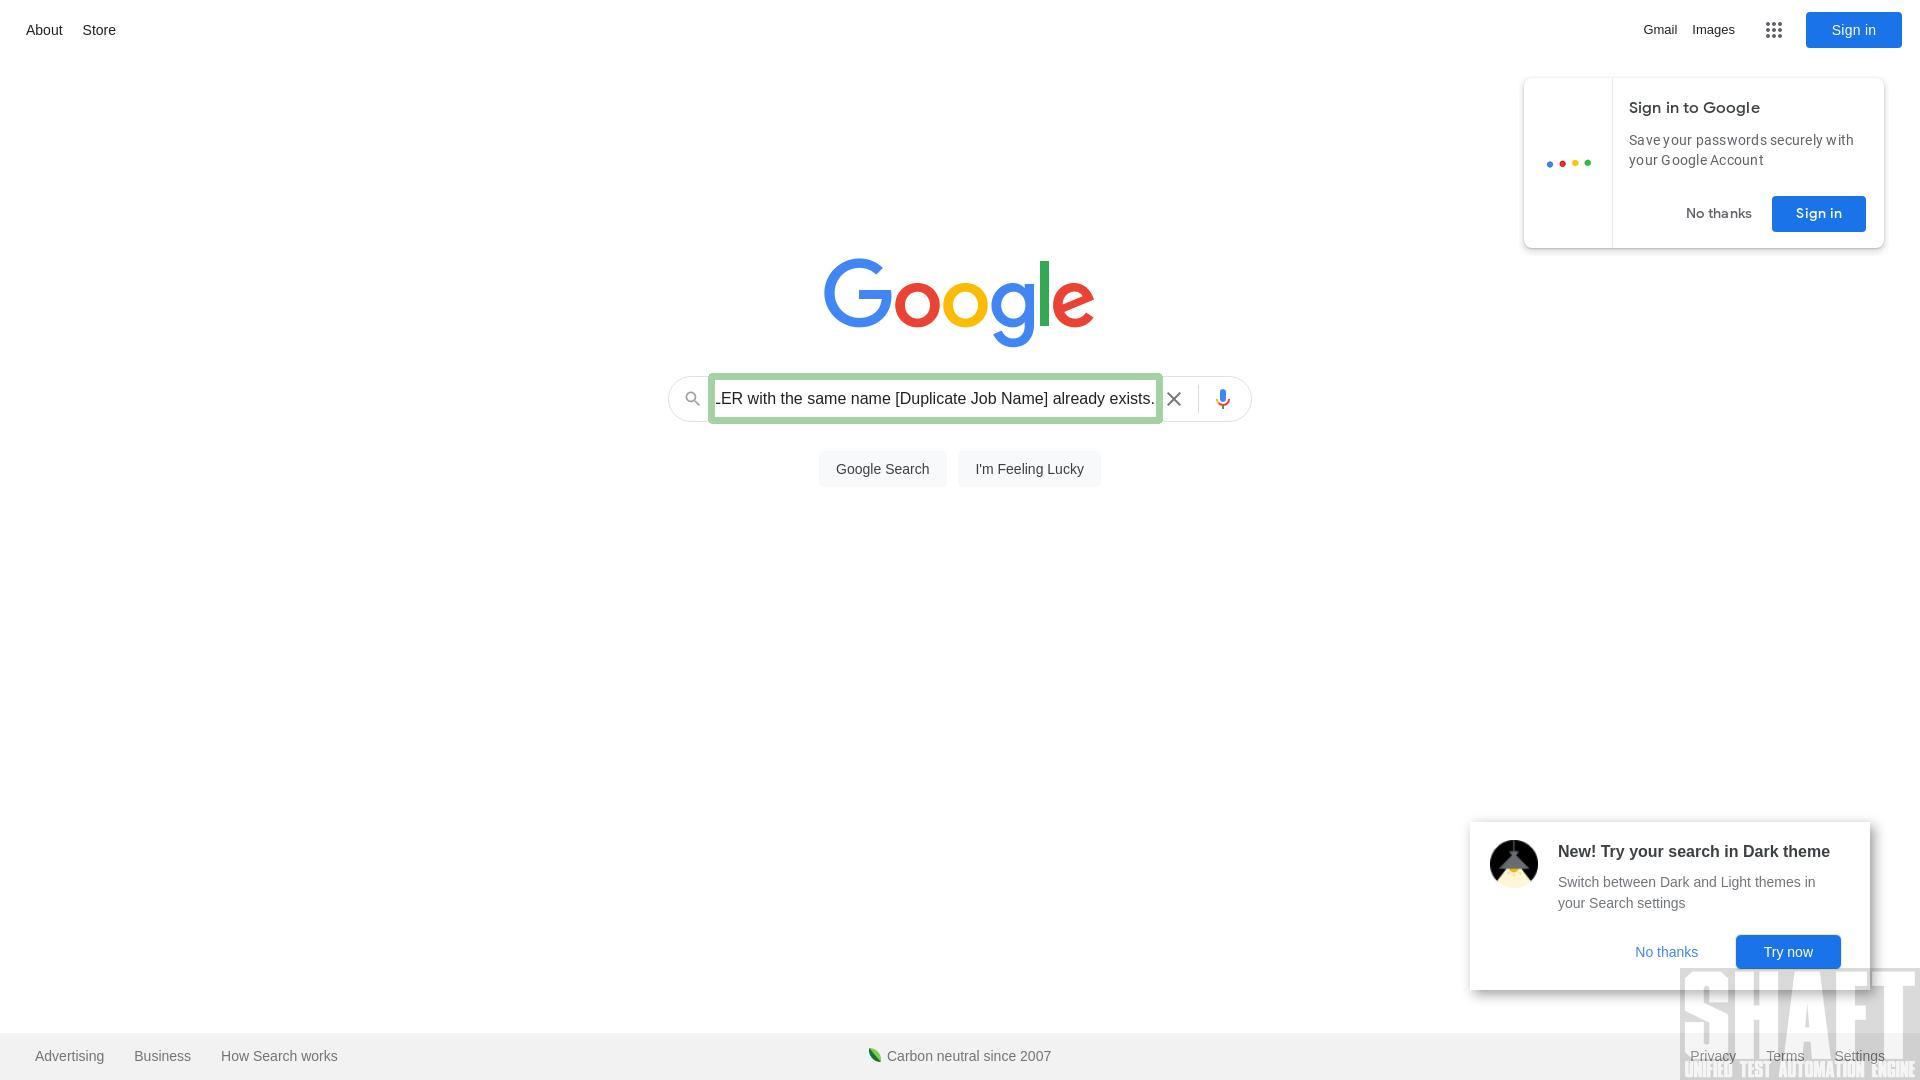 About Store
Gmail Images Sign in
Sign in to Google
Save your passwords securely with
your Google Account
No thanks Sign in
Google
LER with the same name [Duplicate Job Name] already exists.
Google Search I'm Feeling Lucky
New! Try your search in Dark theme
Switch between Dark and Light themes in
your Search settings
No thanks Try now
SHAFT
Advertising Business How Search works Carbon neutral since 2007 Privacy Terms Settings
UNIFIED TEST AUTOMATION ENGINE